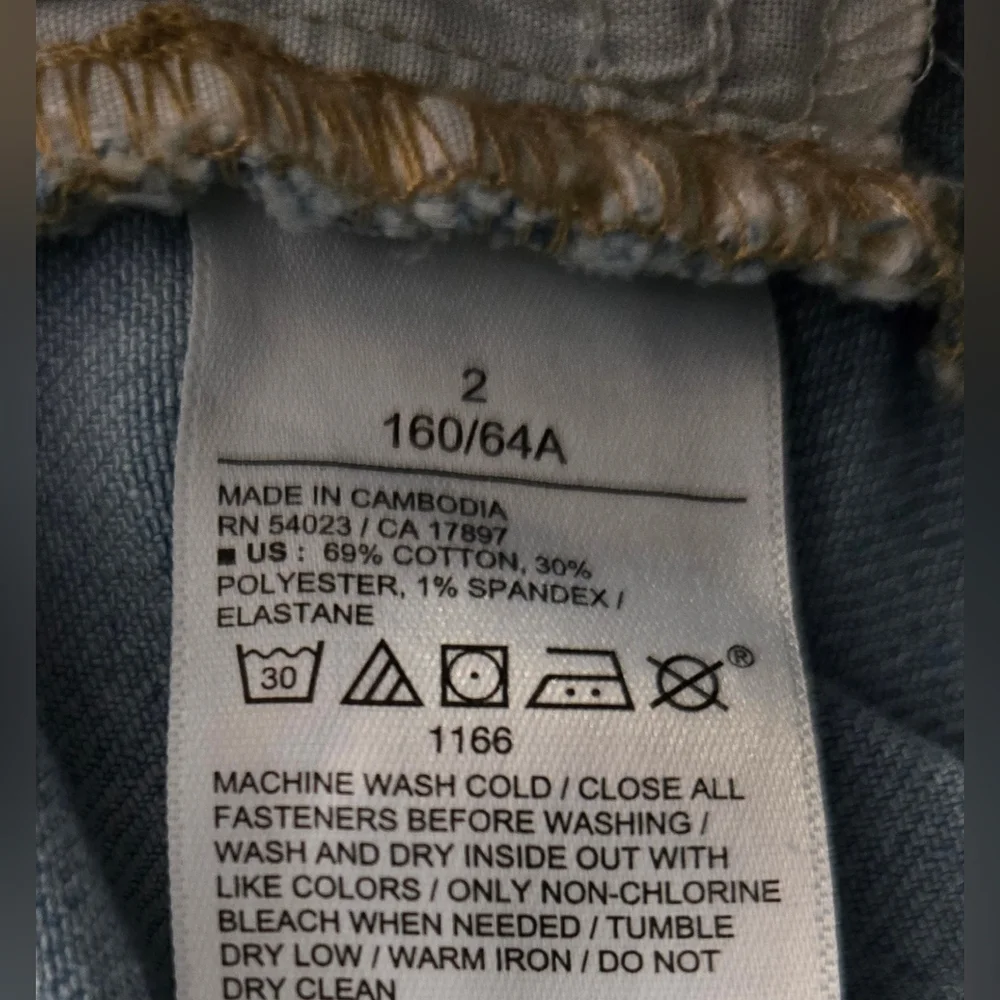 2
160/64A
MADE IN CAMBODIA
RN 54023 / CA 17897
■ US : 69% COTTON, 30%
POLYESTER, 1% SPANDEX /
ELASTANE
30 ®
1166
MACHINE WASH COLD / CLOSE ALL
FASTENERS BEFORE WASHING /
WASH AND DRY INSIDE OUT WITH
LIKE COLORS / ONLY NON-CHLORINE
BLEACH WHEN NEEDED / TUMBLE
DRY LOW / WARM IRON / DO NOT
DRY CLEAN